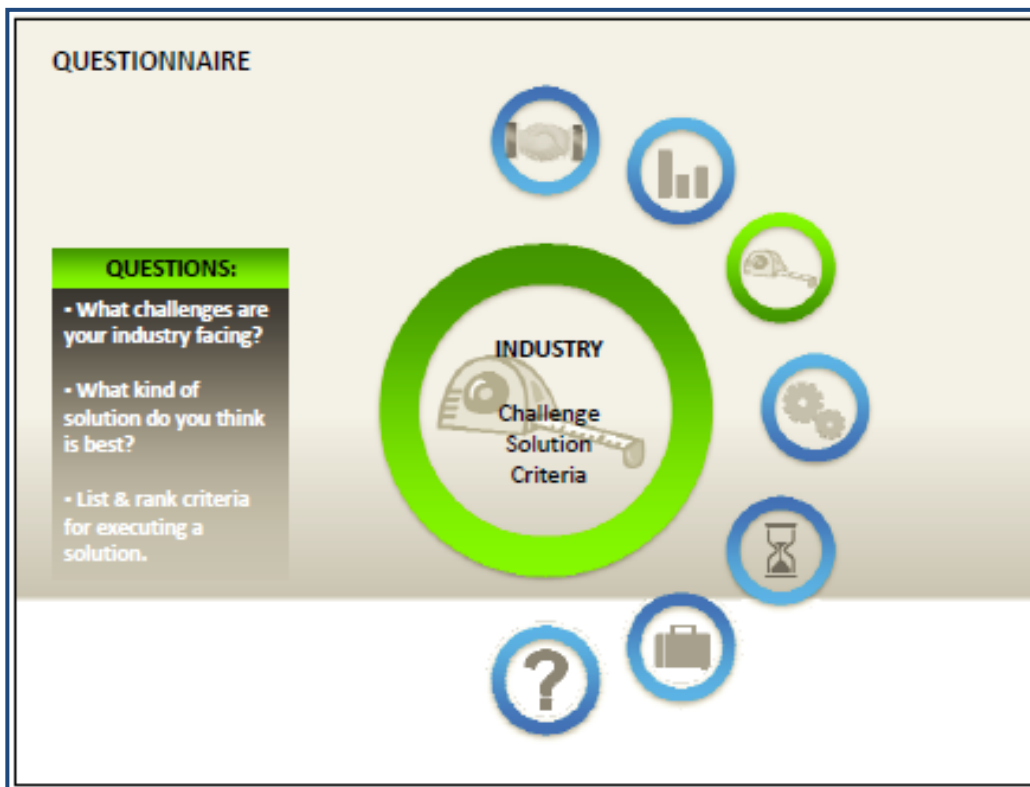 QUESTIONNAIRE
QUESTIONS:
▪ What challenges are
your industry facing?
▪ What kind of
solution do you think
is best?
▪ List & rank criteria
for executing a
solution.
INDUSTRY
Challenge
Solution
Criteria
?